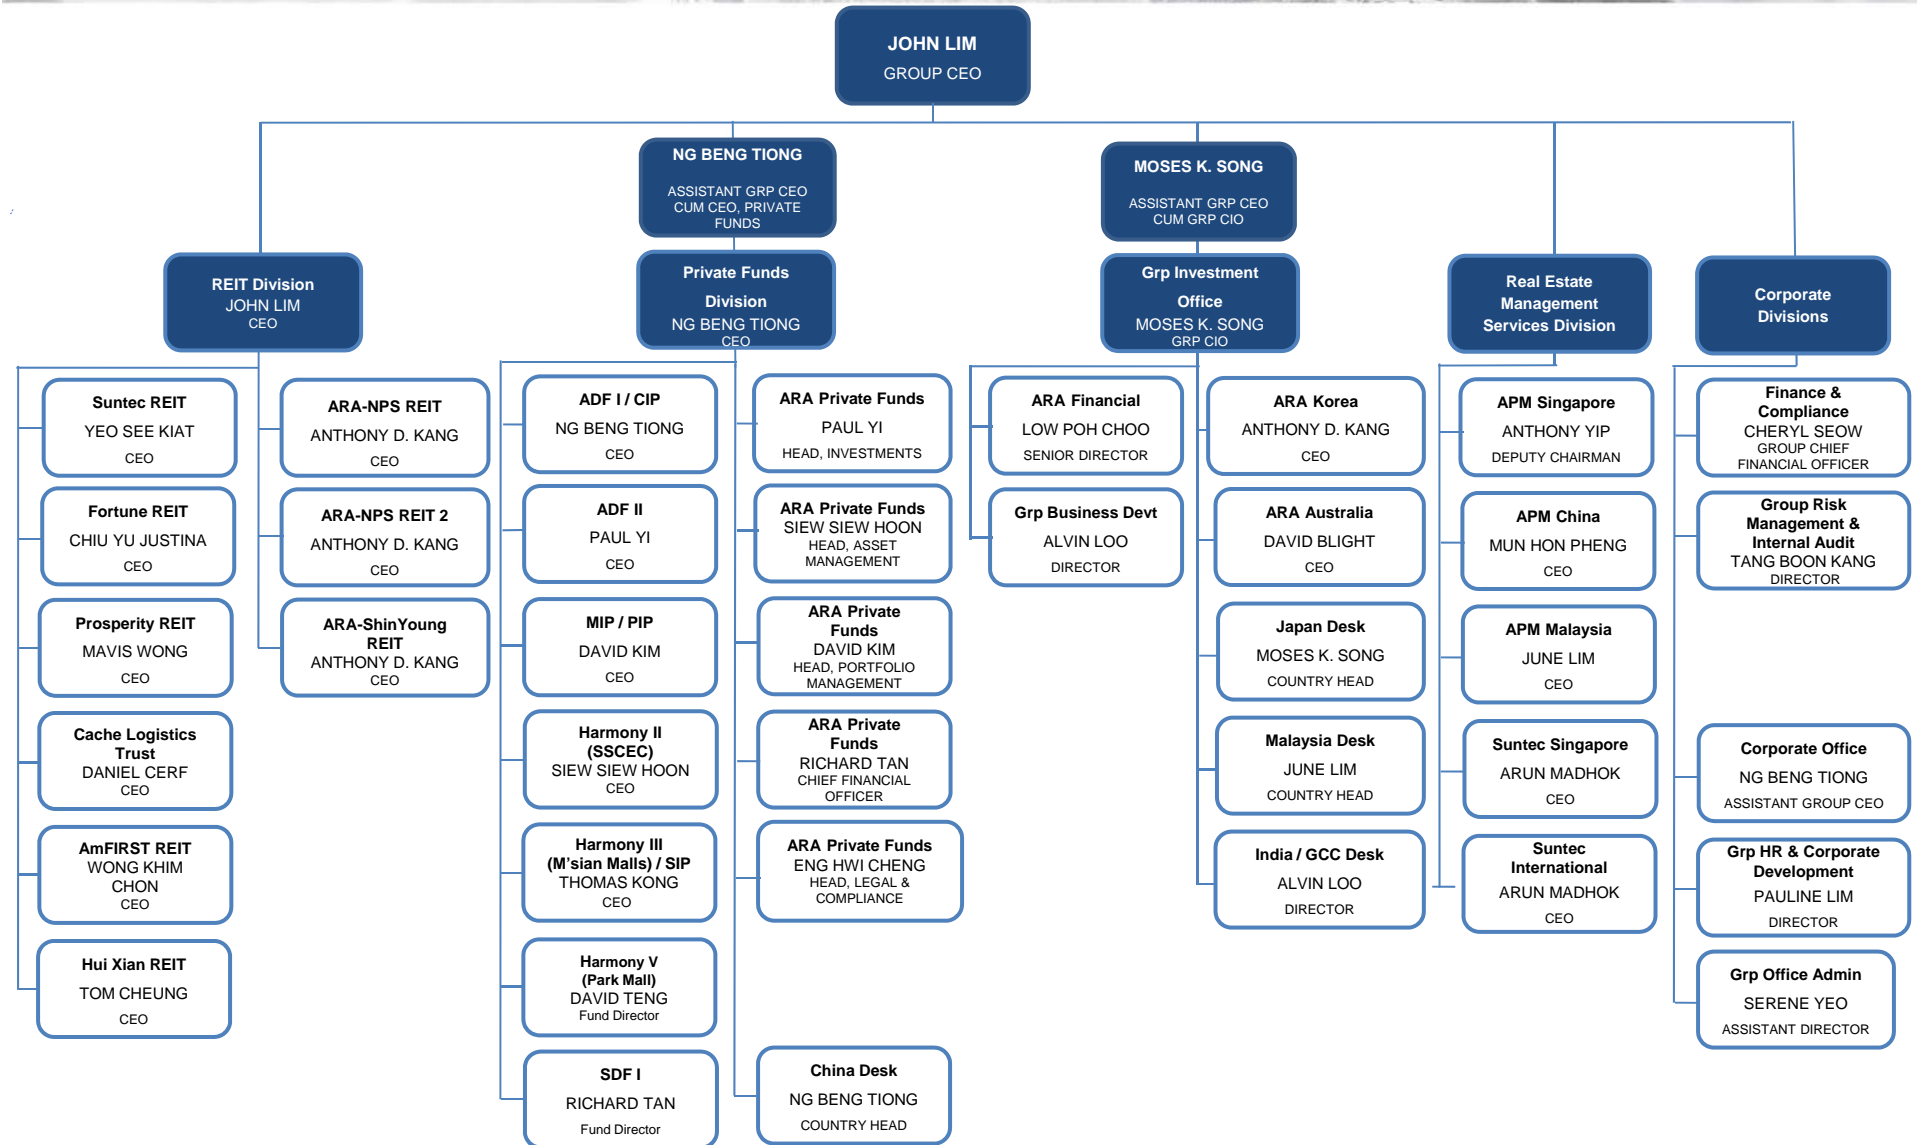 JOHN LIM
GROUP CEO
NG BENG TIONG
ASSISTANT GRP CEO
CUM CEO, PRIVATE
FUNDS
MOSES K. SONG
ASSISTANT GRP CEO
CUM GRP CIO
REIT Division
JOHN LIM
CEO
Private Funds
Division
NG BENG TIONG
CEO
Grp Investment
Office
MOSES K. SONG
GRP CIO
Real Estate
Management
Services Division
Corporate
Divisions
Suntec REIT
YEO SEE KIAT
CEO
Fortune REIT
CHIU YU JUSTINA
CEO
Prosperity REIT
MAVIS WONG
CEO
Cache Logistics
Trust
DANIEL CERF
CEO
AmFIRST REIT
WONG KHIM
CHON
CEO
Hui Xian REIT
TOM CHEUNG
CEO
ARA-NPS REIT
ANTHONY D. KANG
CEO
ARA-NPS REIT 2
ANTHONY D. KANG
CEO
ARA-ShinYoung
REIT
ANTHONY D. KANG
CEO
ADF I / CIP
NG BENG TIONG
CEO
ADF II
PAUL YI
CEO
MIP / PIP
DAVID KIM
CEO
Harmony II
(SSCEC)
SIEW SIEW HOON
CEO
Harmony III
(M'sian Malls) / SIP
THOMAS KONG
CEO
Harmony V
(Park Mall)
DAVID TENG
Fund Director
SDF I
RICHARD TAN
Fund Director
ARA Private Funds
PAUL YI
HEAD, INVESTMENTS
ARA Private Funds
SIEW SIEW HOON
HEAD, ASSET
MANAGEMENT
ARA Private
Funds
DAVID KIM
HEAD, PORTFOLIO
MANAGEMENT
ARA Private
Funds
RICHARD TAN
CHIEF FINANCIAL
OFFICER
ARA Private Funds
ENG HWI CHENG
HEAD, LEGAL &
COMPLIANCE
China Desk
NG BENG TIONG
COUNTRY HEAD
ARA Financial
LOW POH CHOO
SENIOR DIRECTOR
Grp Business Devt
ALVIN LOO
DIRECTOR
ARA Korea
ANTHONY D. KANG
CEO
ARA Australia
DAVID BLIGHT
CEO
Japan Desk
MOSES K. SONG
COUNTRY HEAD
Malaysia Desk
JUNE LIM
COUNTRY HEAD
India / GCC Desk
ALVIN LOO
DIRECTOR
APM Singapore
ANTHONY YIP
DEPUTY CHAIRMAN
APM China
MUN HON PHENG
CEO
APM Malaysia
JUNE LIM
CEO
Suntec Singapore
ARUN MADHOK
CEO
Suntec
International
ARUN MADHOK
CEO
Finance &
Compliance
CHERYL SEOW
GROUP CHIEF
FINANCIAL OFFICER
Group Risk
Management &
Internal Audit
TANG BOON KANG
DIRECTOR
Corporate Office
NG BENG TIONG
ASSISTANT GROUP CEO
Grp HR & Corporate
Development
PAULINE LIM
DIRECTOR
Grp Office Admin
SERENE YEO
ASSISTANT DIRECTOR